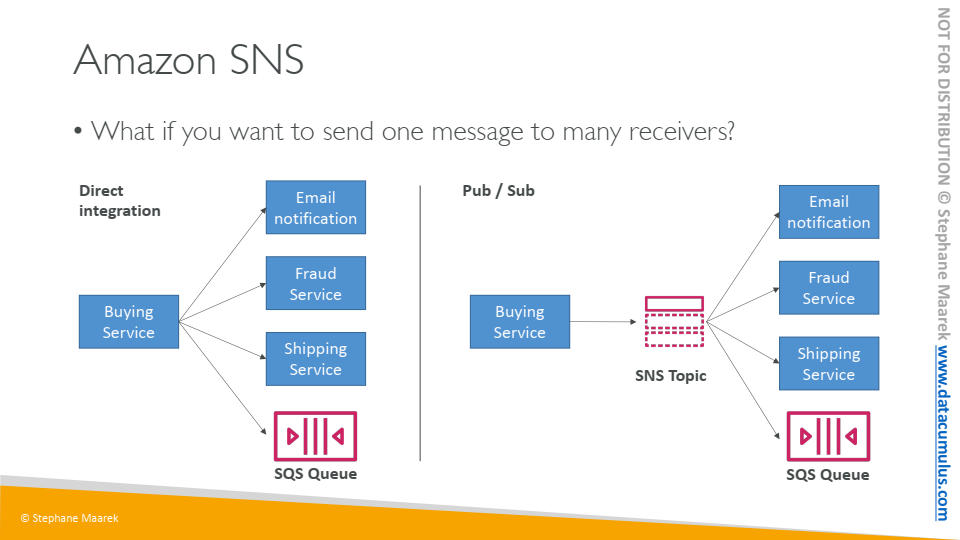 Amazon SNS
• What if you want to send one message to many receivers?
Direct
integration
Email
notification
Fraud
Service
Buying
Service
Shipping
Service
SQS Queue
Pub / Sub
Email
notification
Fraud
Service
Buying
Service
SNS Topic
Shipping
Service
SQS Queue
© Stephane Maarek
NOT FOR DISTRIBUTION © Stephane Maarek www.datacumulus.com